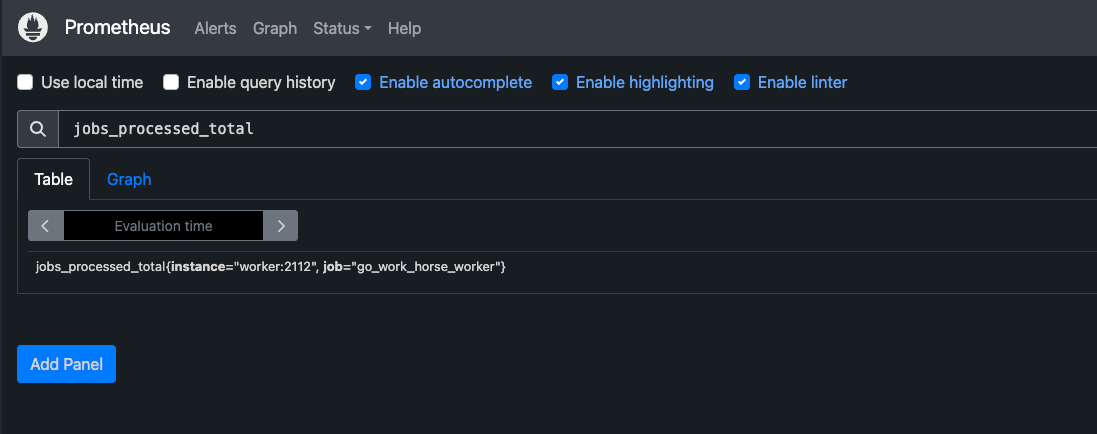 Prometheus Alerts Graph Status Help
Use local time Enable query history Enable autocomplete Enable highlighting Enable linter
jobs_processed_total
Table Graph
Evaluation time
jobs_processed_total{instance="worker:2112", job="go_work_horse_worker"}
Add Panel